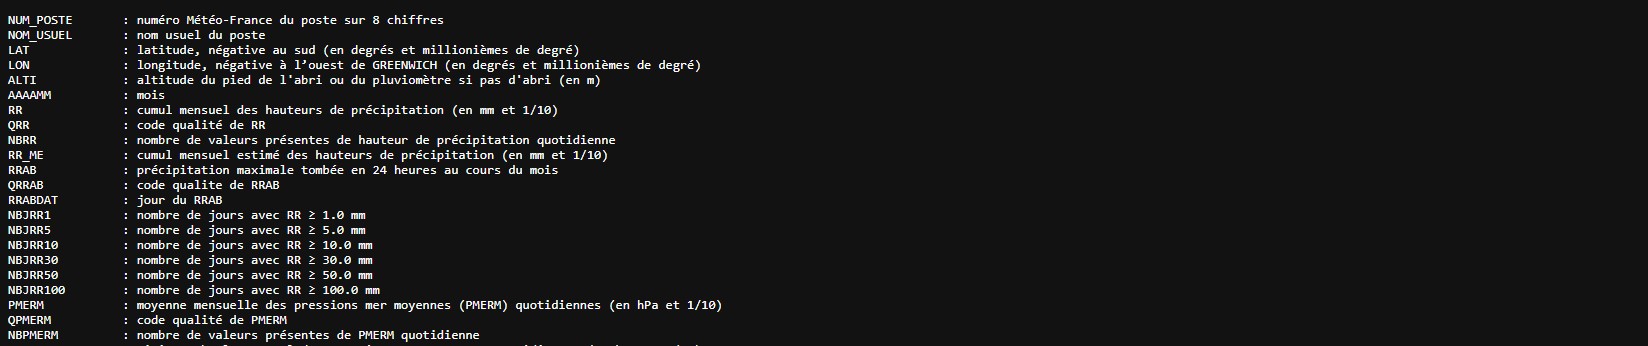 NUM_POSTE : numéro Météo-France du poste sur 8 chiffres
NOM_USUEL : nom usuel du poste
LAT : latitude, négative au sud (en degrés et millionièmes de degré)
LON : longitude, négative à l’ouest de GREENWICH (en degrés et millionièmes de degré)
ALTI : altitude du pied de l'abri ou du pluviomètre si pas d'abri (en m)
AAAAMM : mois
RR : cumul mensuel des hauteurs de précipitation (en mm et 1/10)
QRR : code qualité de RR
NBRR : nombre de valeurs présentes de hauteur de précipitation quotidienne
RR_ME : cumul mensuel estimé des hauteurs de précipitation (en mm et 1/10)
RRAB : précipitation maximale tombée en 24 heures au cours du mois
QRRAB : code qualite de RRAB
RRABDAT : jour du RRAB
NBJRR1 : nombre de jours avec RR ≥ 1.0 mm
NBJRR5 : nombre de jours avec RR ≥ 5.0 mm
NBJRR10 : nombre de jours avec RR ≥ 10.0 mm
NBJRR30 : nombre de jours avec RR ≥ 30.0 mm
NBJRR50 : nombre de jours avec RR ≥ 50.0 mm
NBJRR100 : nombre de jours avec RR ≥ 100.0 mm
PMERM : moyenne mensuelle des pressions mer moyennes (PMERM) quotidiennes (en hPa et 1/10)
QPMERM : code qualité de PMERM
NBPMERM : nombre de valeurs présentes de PMERM quotidienne